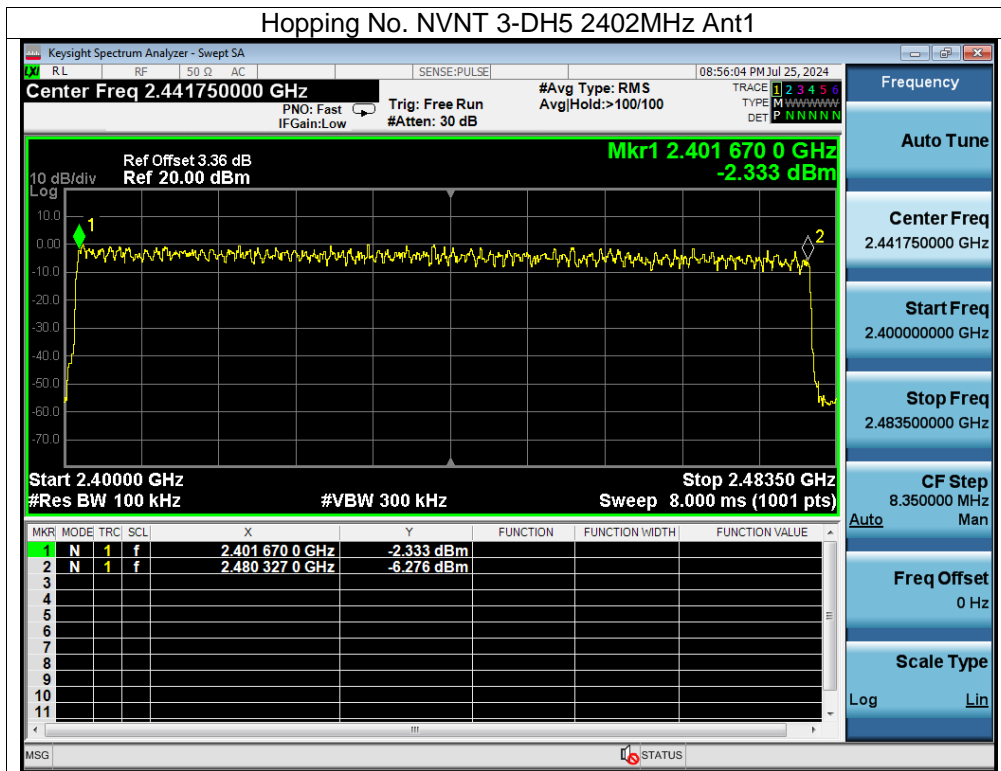 Hopping No. NVNT 3-DH5 2402MHz Ant1
Keysight Spectrum Analyzer - Swept SA
LXI RL RF 50 Ω AC SENSE:PULSE 08:56:04 PM Jul 25, 2024
Center Freq 2.441750000 GHz #Avg Type: RMS TRACE 1 2 3 4 5 6
PNO: Fast Trig: Free Run Avg|Hold:>100/100 TYPE M WWWWW
IFGain:Low #Atten: 30 dB DET P N N N N N
Mkr1 2.401 670 0 GHz
-2.333 dBm
Ref Offset 3.36 dB
10 dB/div Ref 20.00 dBm
Log
10.0
0.00
-10.0
-20.0
-30.0
-40.0
-50.0
-60.0
-70.0
1
2
Start 2.40000 GHz Stop 2.48350 GHz
#Res BW 100 kHz #VBW 300 kHz Sweep 8.000 ms (1001 pts)
MKR MODE TRC SCL X Y FUNCTION FUNCTION WIDTH FUNCTION VALUE
1 N 1 f 2.401 670 0 GHz -2.333 dBm
2 N 1 f 2.480 327 0 GHz -6.276 dBm
3
4
5
6
7
8
9
10
11
MSG STATUS
Frequency
Auto Tune
Center Freq
2.441750000 GHz
Start Freq
2.400000000 GHz
Stop Freq
2.483500000 GHz
CF Step
8.350000 MHz
Auto Man
Freq Offset
0 Hz
Scale Type
Log Lin